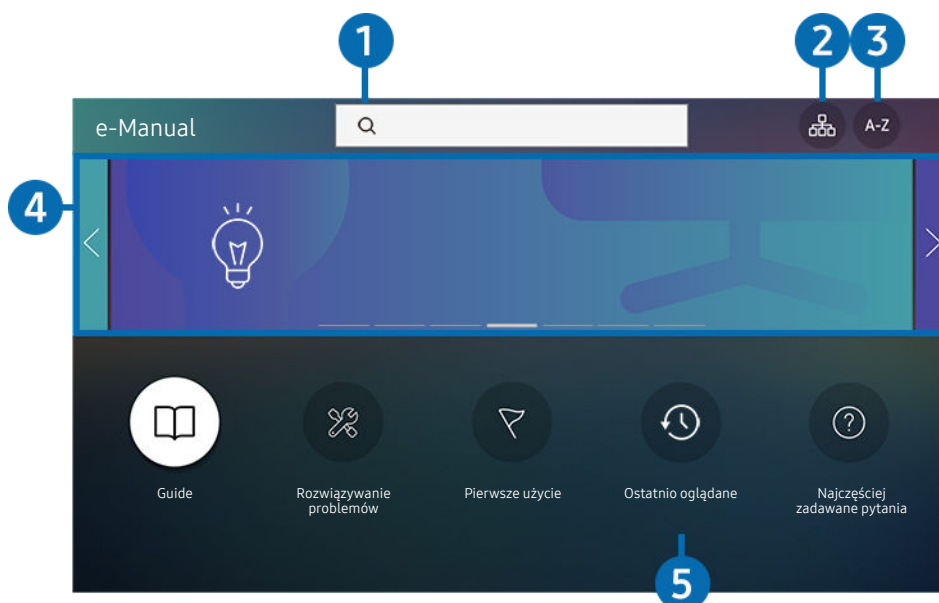 1
2
3
e-Manual
A-Z
4
Guide
Rozwiązywanie
problemów
Pierwsze użycie
Ostatnio oglądane
Najczęściej
zadawane pytania
5